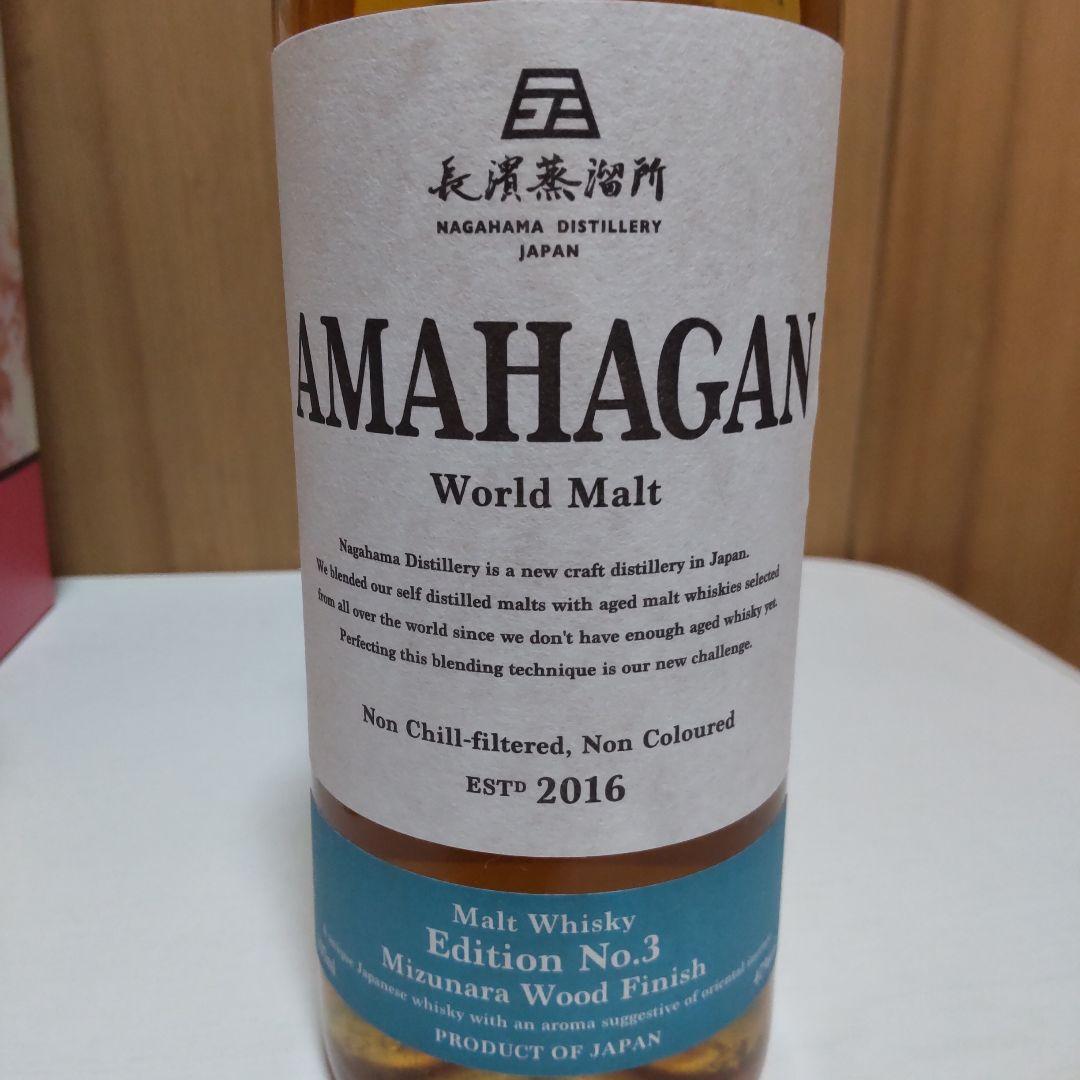 長濱蒸溜所
NAGAHAMA DISTILLERY
JAPAN
AMAHAGAN
World Malt
Nagahama Distillery is a new craft distillery in Japan.
We blended our self distilled malts with aged malt whiskies selected
from all over the world since we don't have enough aged whisky yet.
Perfecting this blending technique is our new challenge.
Non Chill-filtered, Non Coloured
ESTD 2016
Malt Whisky
Edition No.3
Mizunara Wood Finish
A unique Japanese whisky with an aroma suggestive of oriental
PRODUCT OF JAPAN